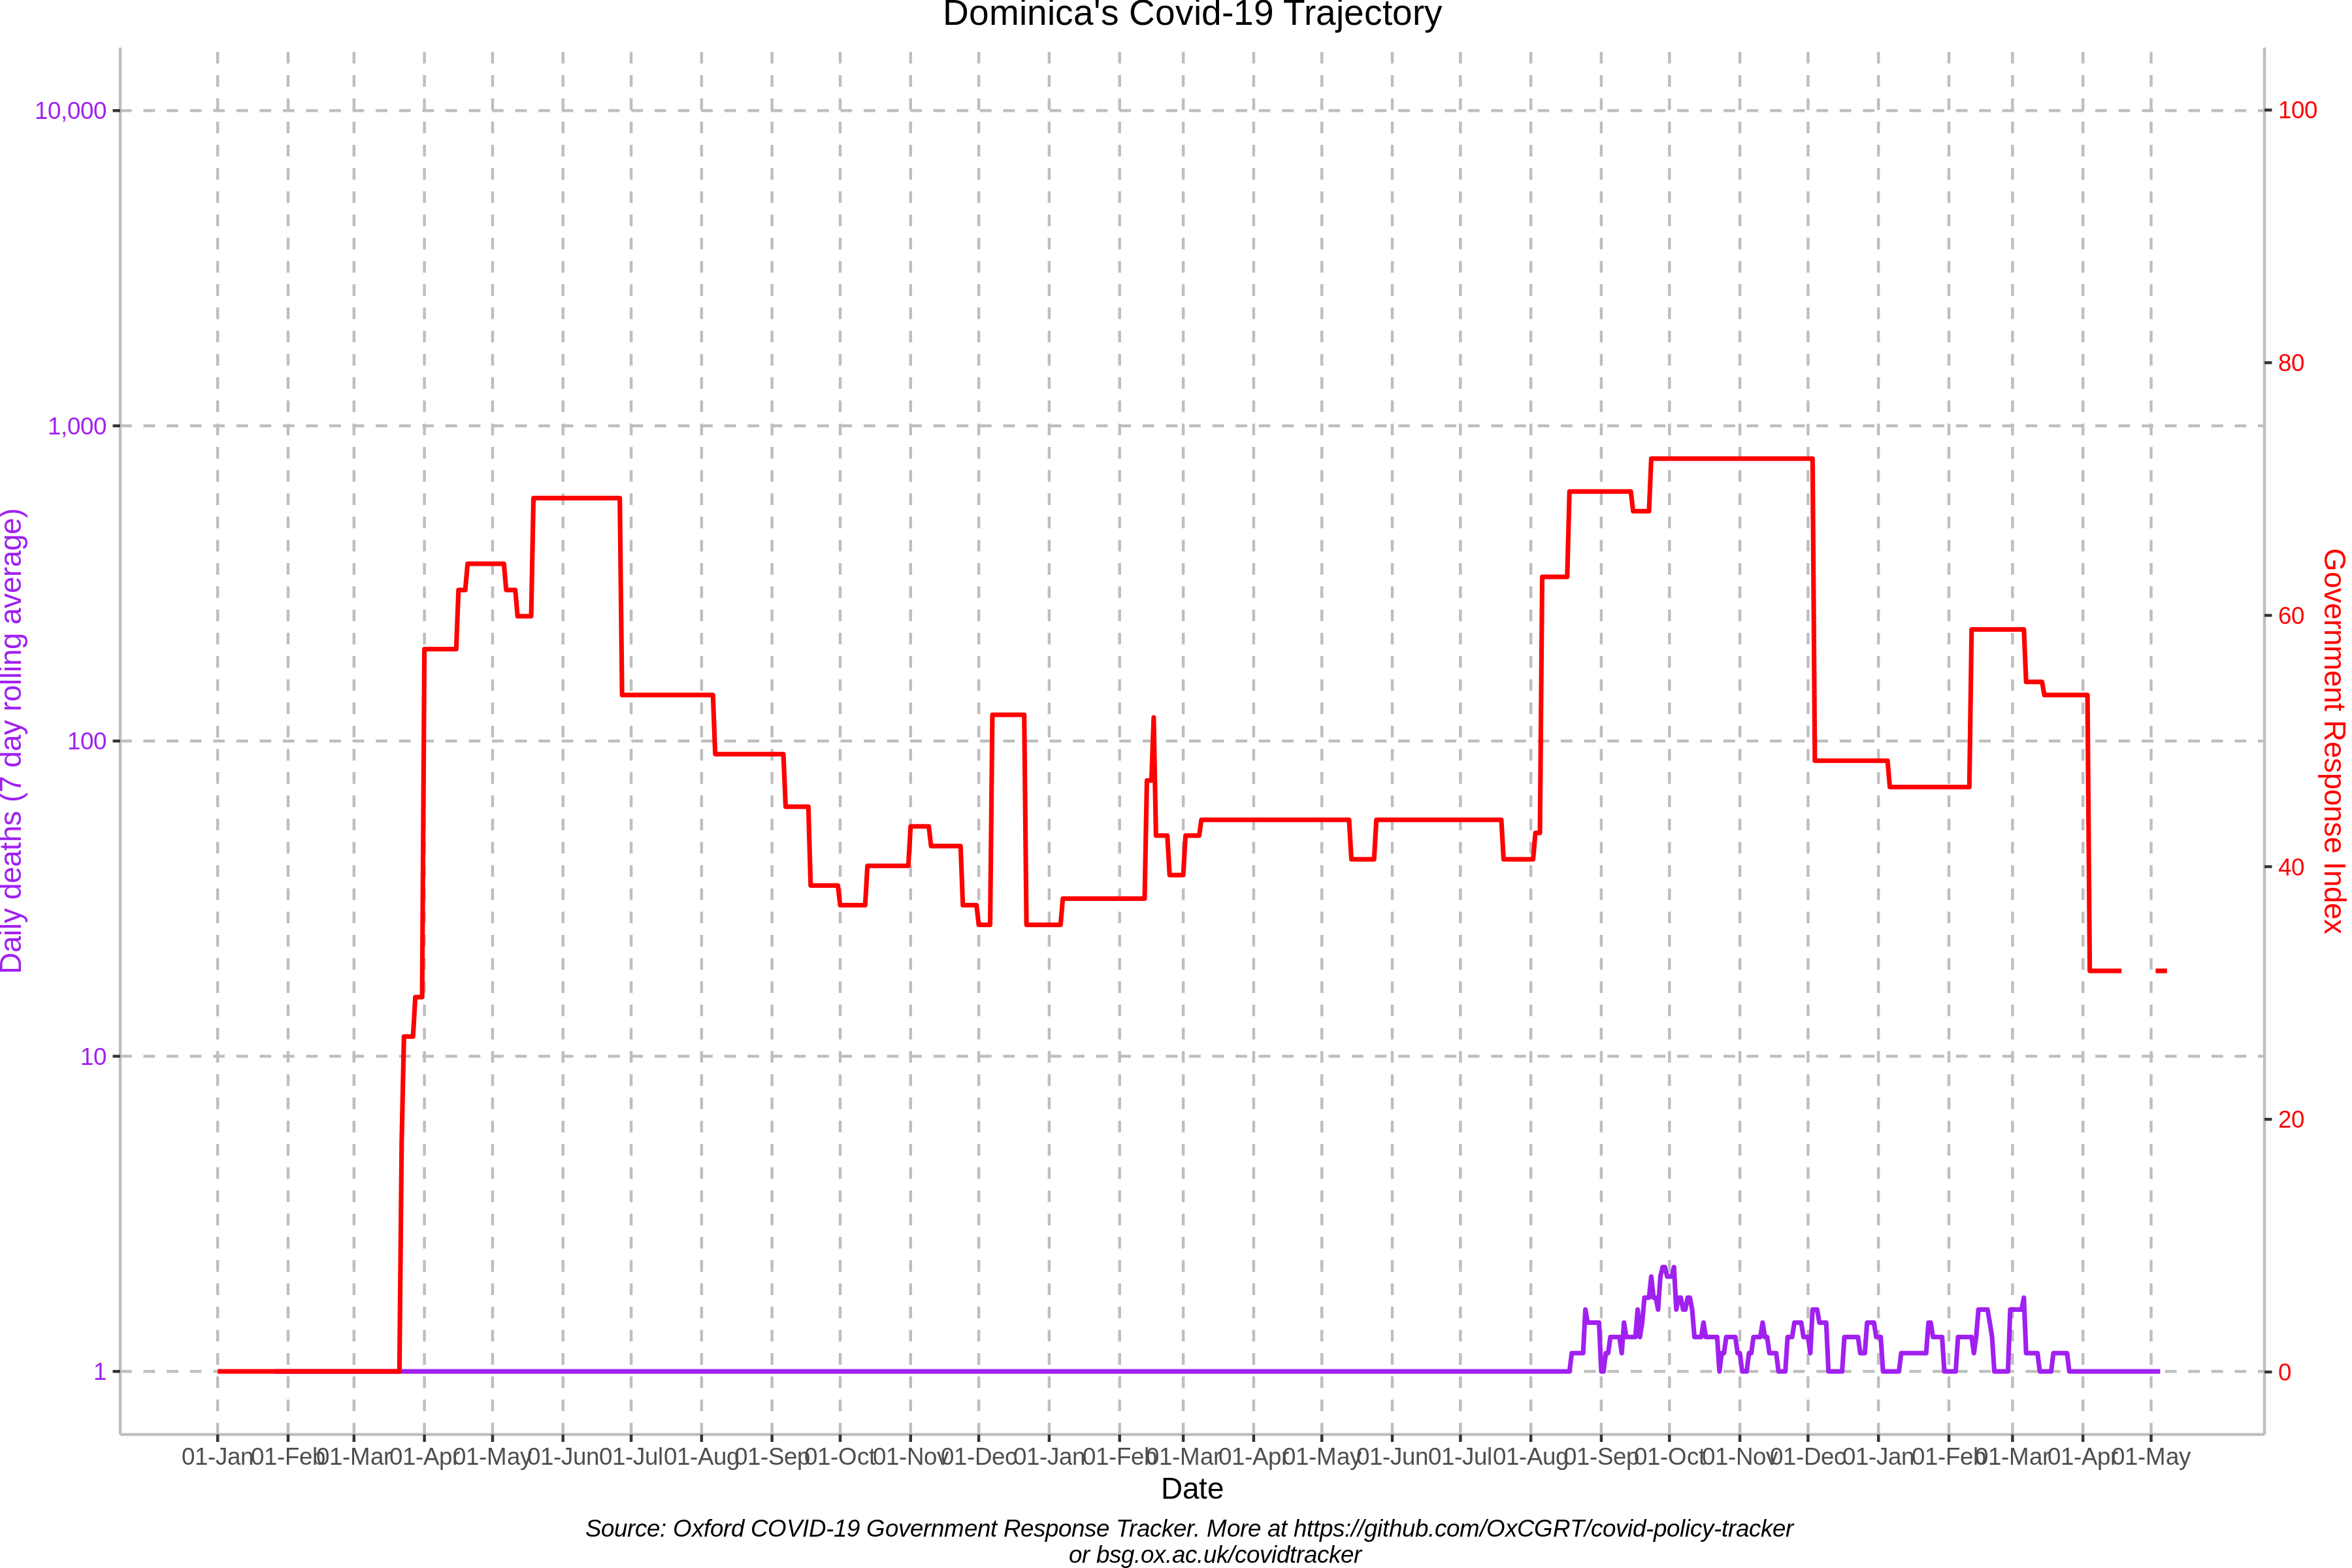 Dominica's Covid-19 Trajectory
10,000
1,000
100
10
1
Daily deaths (7 day rolling average)
100
80
60
40
20
0
Government Response Index
01-Jan 01-Feb 01-Mar 01-Apr 01-May 01-Jun 01-Jul 01-Aug 01-Sep 01-Oct 01-Nov 01-Dec 01-Jan 01-Feb 01-Mar 01-Apr 01-May 01-Jun 01-Jul 01-Aug 01-Sep 01-Oct 01-Nov 01-Dec 01-Jan 01-Feb 01-Mar 01-Apr 01-May
Date
Source: Oxford COVID-19 Government Response Tracker. More at https://github.com/OxCGRT/covid-policy-tracker
or bsg.ox.ac.uk/covidtracker